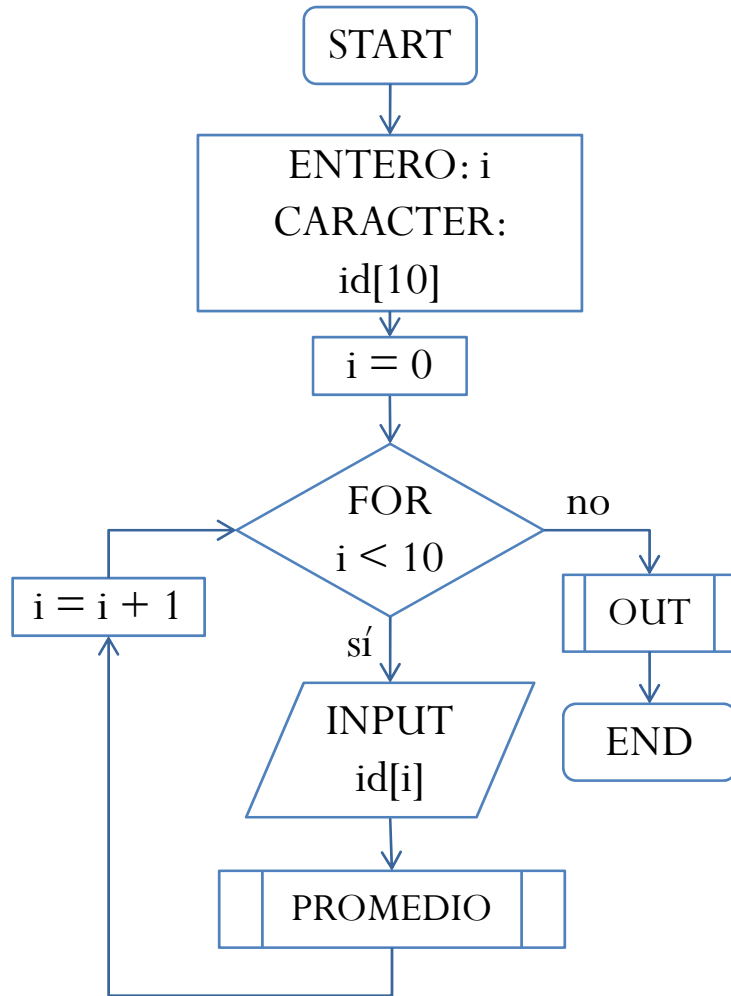 START
ENTERO: i
CARACTER:
id[10]
i = 0
FOR
i < 10
no
sí
i = i + 1
OUT
END
INPUT
id[i]
PROMEDIO